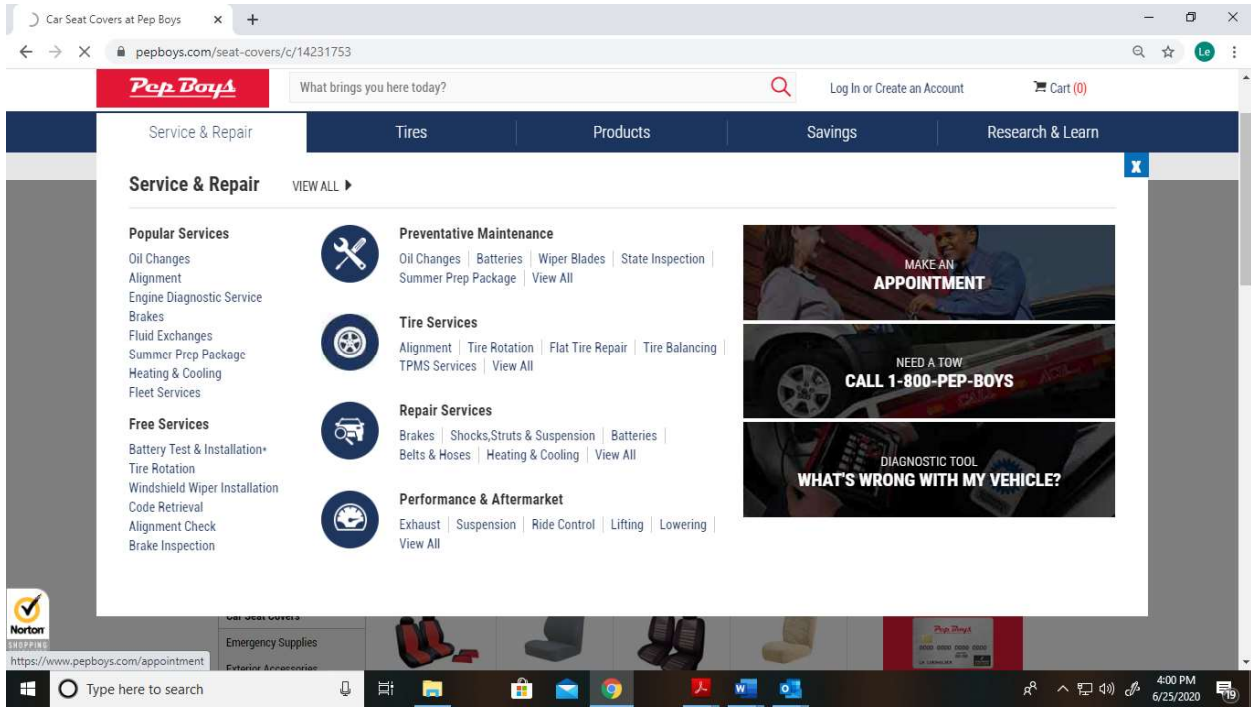 Car Seat Covers at Pep Boys
pepboys.com/seat-covers/c/14231753
Le
Pep Boys
What brings you here today?
Log In or Create an Account
Cart (0)
Service & Repair
Tires
Products
Savings
Research & Learn
X
Service & Repair
VIEW ALL
Popular Services
Oil Changes
Alignment
Engine Diagnostic Service
Brakes
Fluid Exchanges
Summer Prep Package
Heating & Cooling
Fleet Services
Free Services
Battery Test & Installation*
Tire Rotation
Windshield Wiper Installation
Code Retrieval
Alignment Check
Brake Inspection
Preventative Maintenance
Oil Changes | Batteries | Wiper Blades | State Inspection |
Summer Prep Package | View All
Tire Services
Alignment | Tire Rotation | Flat Tire Repair | Tire Balancing |
TPMS Services | View All
Repair Services
Brakes | Shocks,Struts & Suspension | Batteries |
Belts & Hoses | Heating & Cooling | View All
Performance & Aftermarket
Exhaust | Suspension | Ride Control | Lifting | Lowering |
View All
MAKE AN
APPOINTMENT
NEED A TOW
CALL 1-800-PEP-BOYS
DIAGNOSTIC TOOL
WHAT'S WRONG WITH MY VEHICLE?
Norton
SHOPPING
Car Seat Covers
Emergency Supplies
Exterior Accessories
Pep Boys
https://www.pepboys.com/appointment
Type here to search
4:00 PM
6/25/2020
19